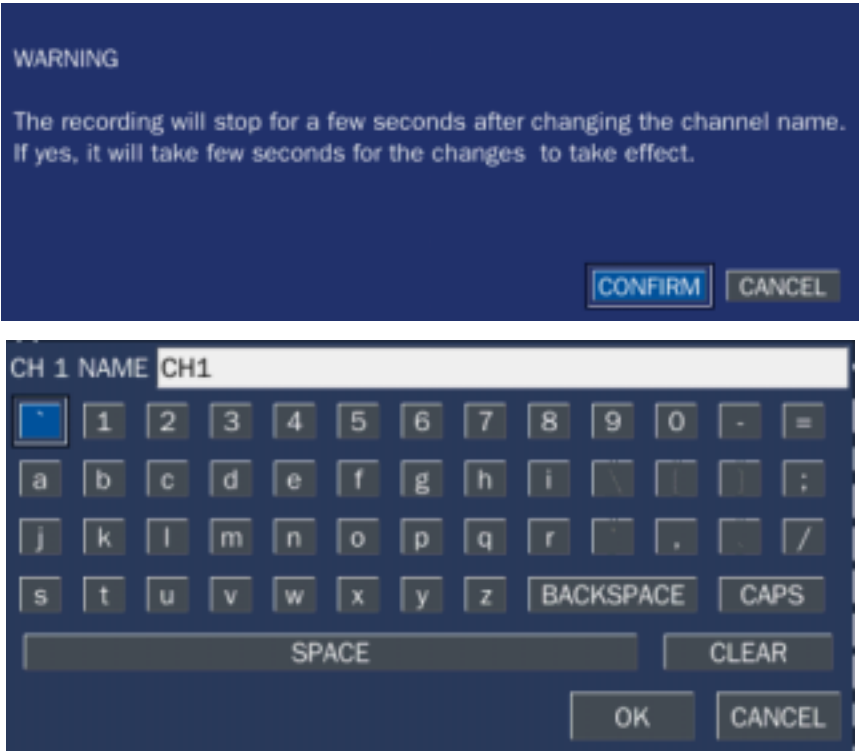 WARNING
The recording will stop for a few seconds after changing the channel name.
If yes, it will take few seconds for the changes to take effect.
CONFIRM CANCEL
CH 1 NAME CH1
` 1 2 3 4 5 6 7 8 9 0 - =
a b c d e f g h i \ [ ] ;
j k l m n o p q r , /
s t u v w x y z BACKSPACE CAPS
SPACE CLEAR
OK CANCEL